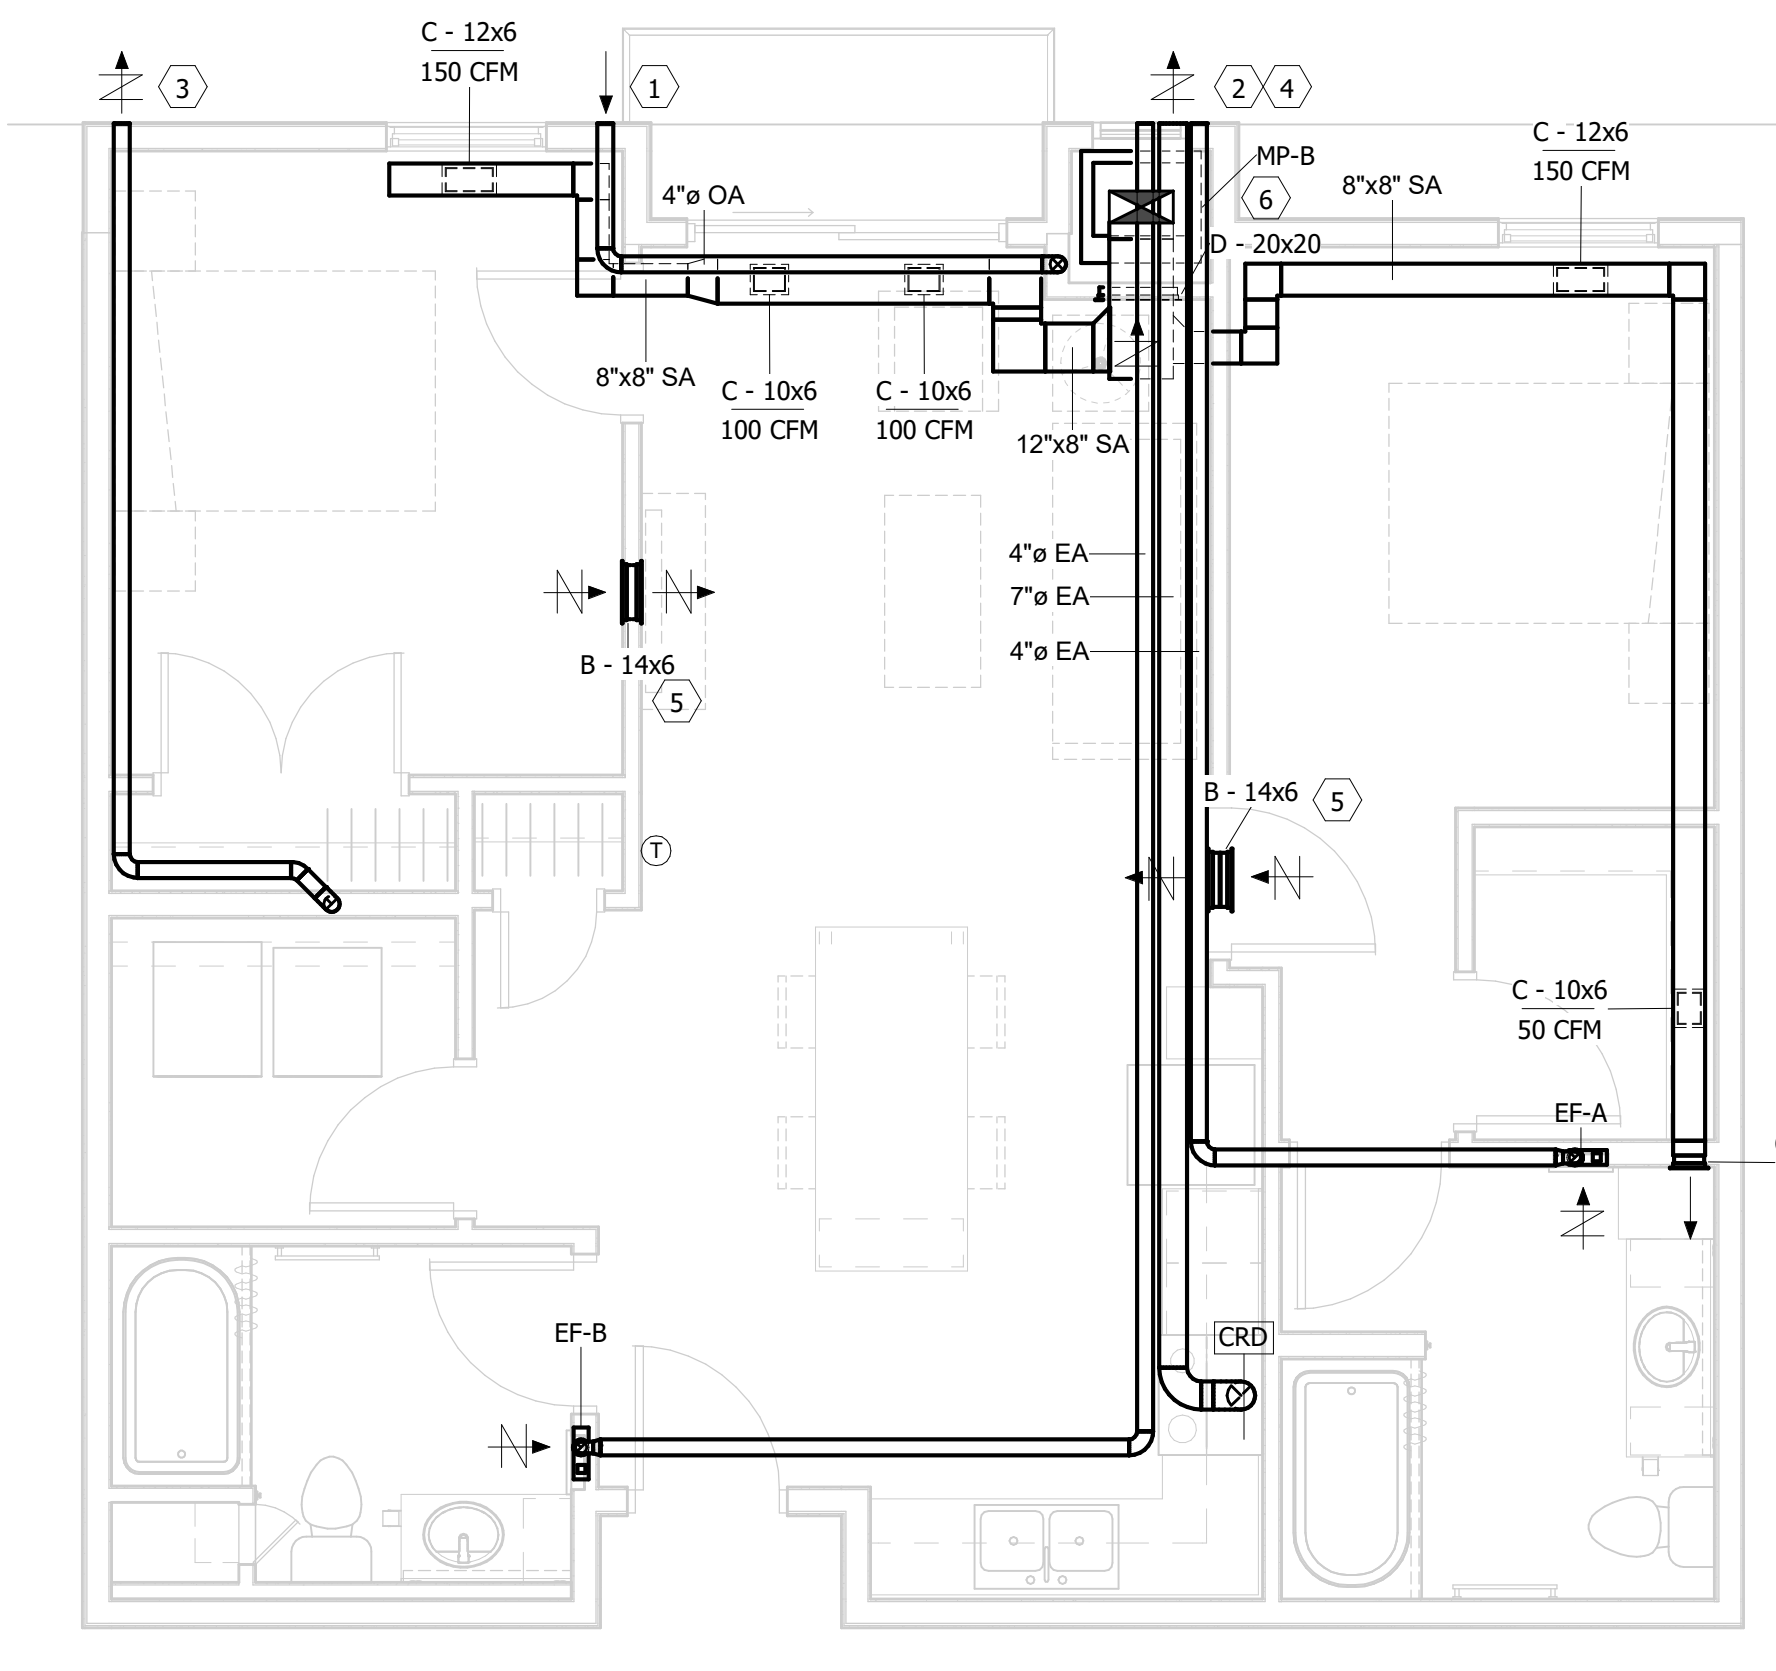 C - 12x6
150 CFM
3
1
2
4
C - 12x6
150 CFM
MP-B
6
8"x8" SA
4"ø OA
D - 20x20
8"x8" SA
C - 10x6
100 CFM
C - 10x6
100 CFM
12"x8" SA
4"ø EA
7"ø EA
4"ø EA
B - 14x6
5
B - 14x6
5
T
C - 10x6
50 CFM
EF-A
EF-B
CRD